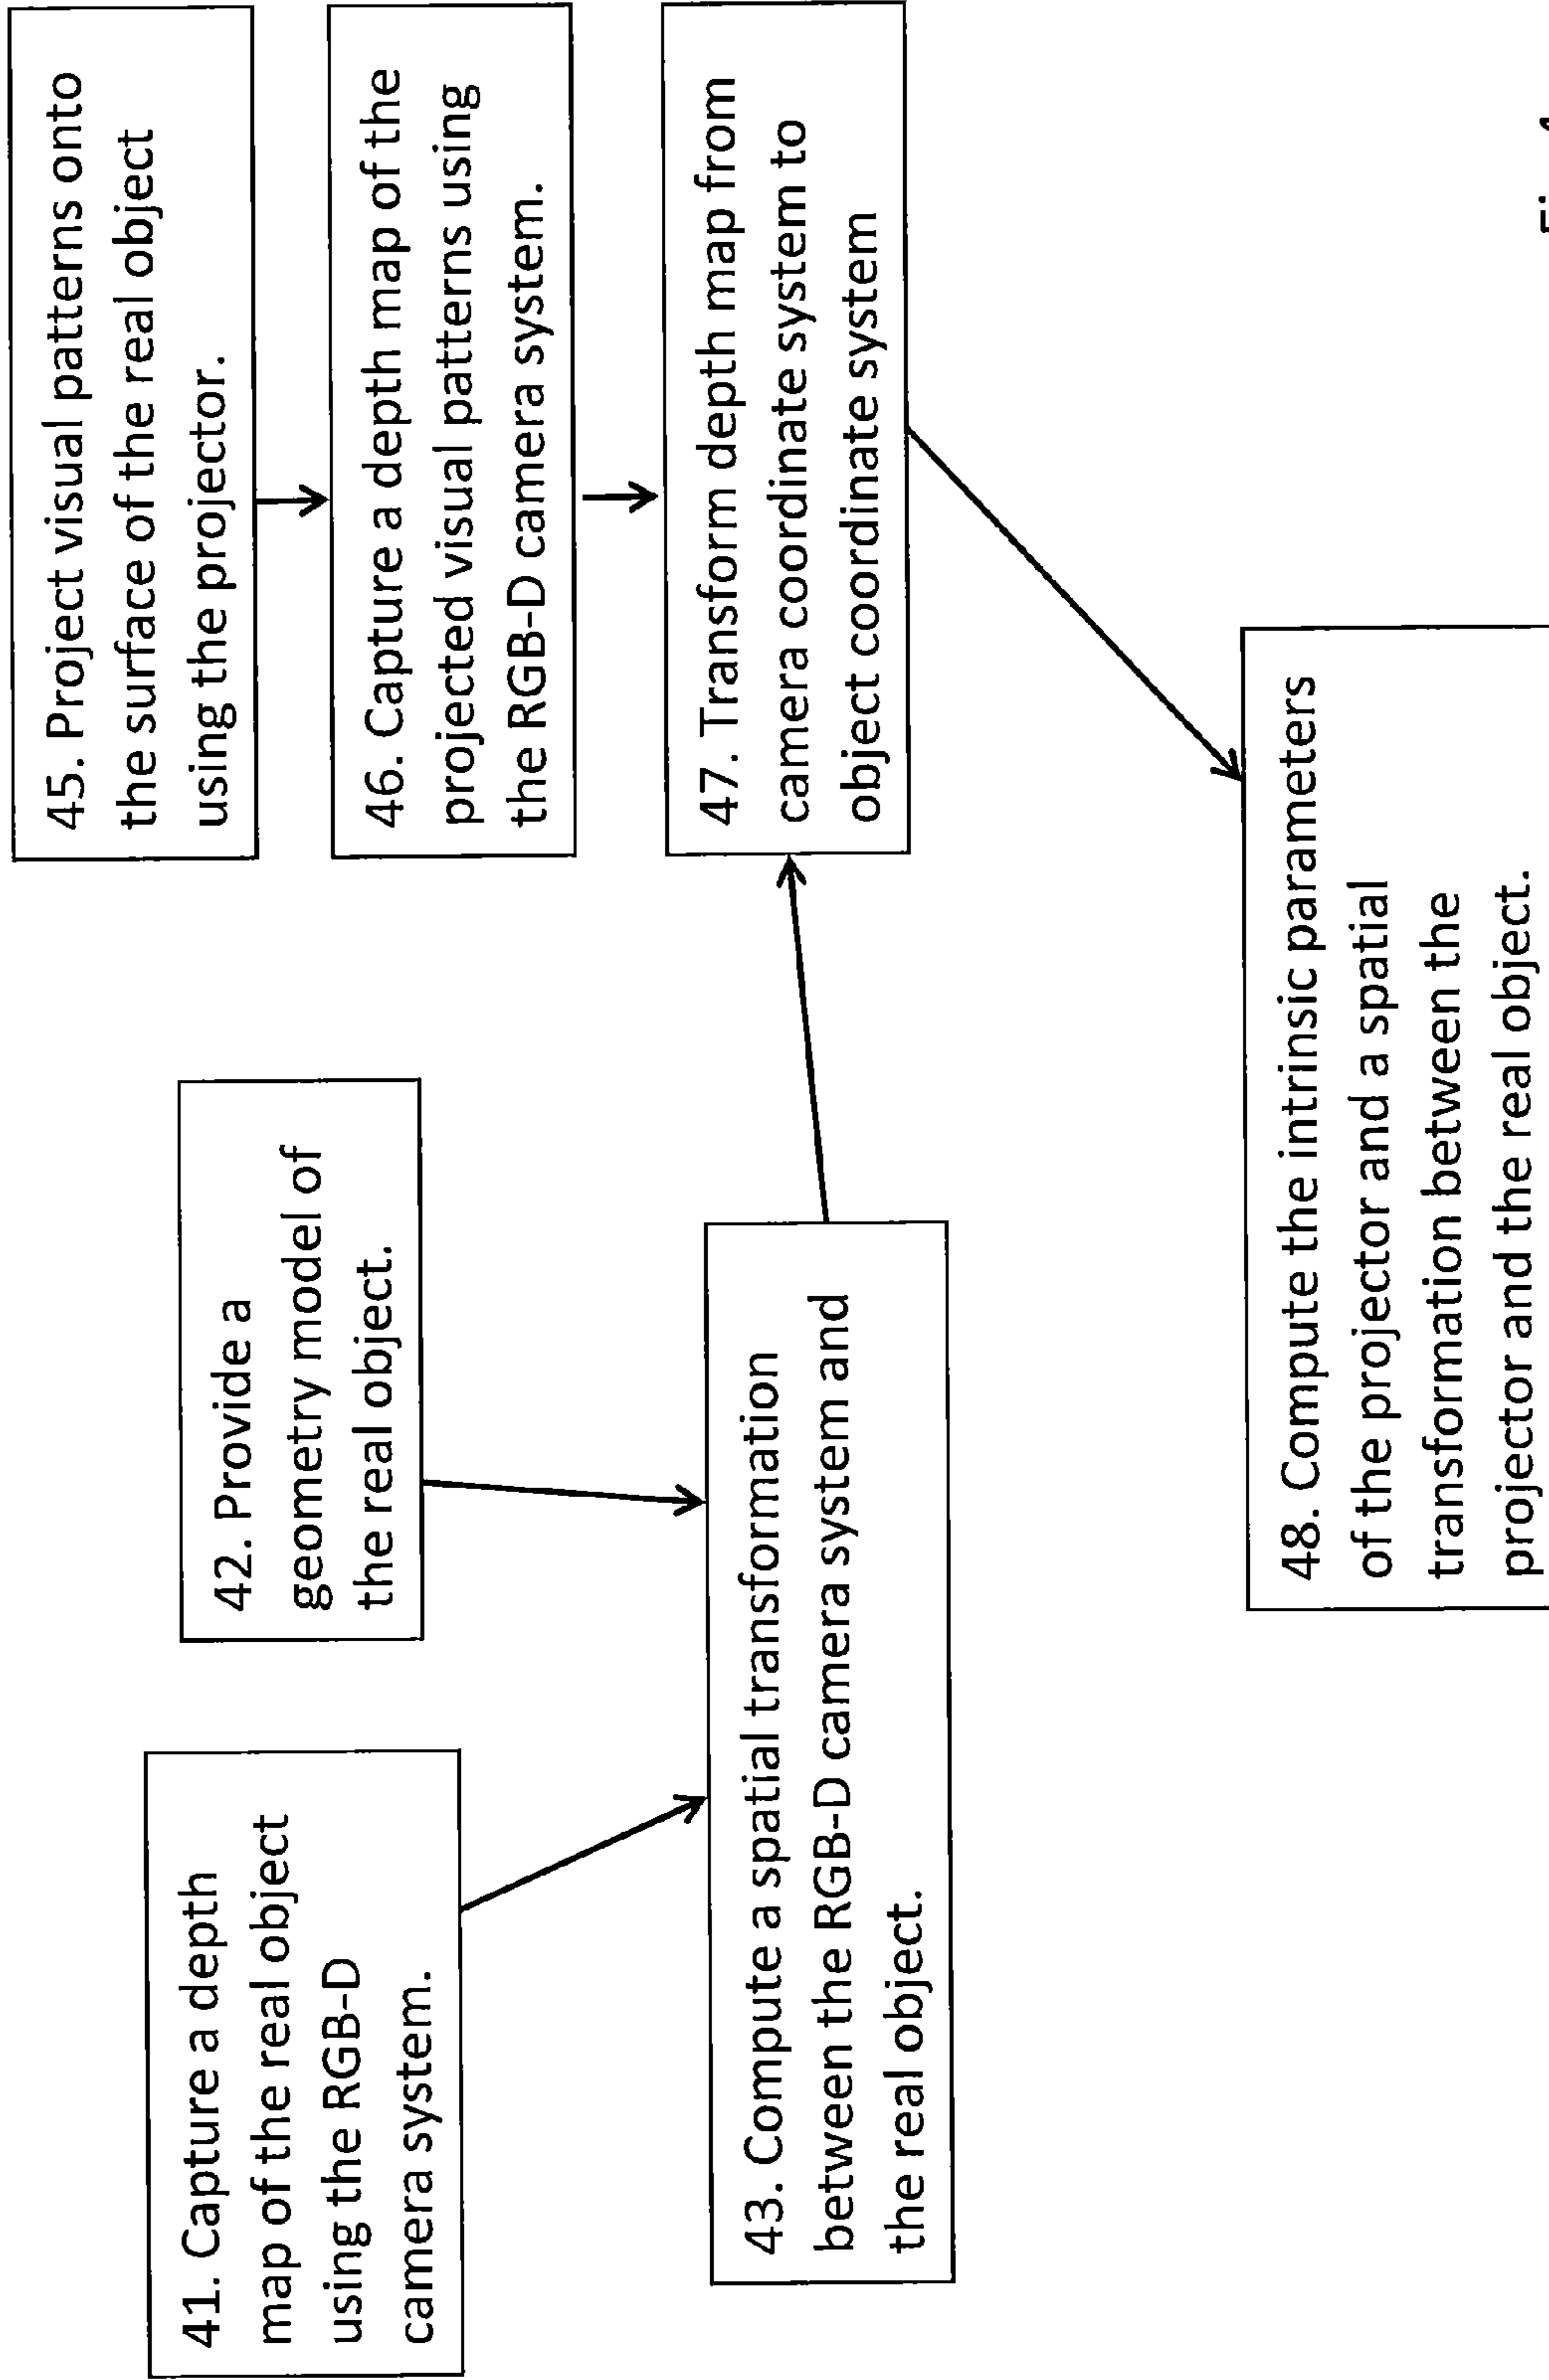 41. Capture a depth
map of the real object
using the RGB-D
camera system.
42. Provide a
geometry model of
the real object.
43. Compute a spatial transformation
between the RGB-D camera system and
the real object.
45. Project visual patterns onto
the surface of the real object
using the projector.
46. Capture a depth map of the
projected visual patterns using
the RGB-D camera system.
47. Transform depth map from
camera coordinate system to
object coordinate system
48. Compute the intrinsic parameters
of the projector and a spatial
transformation between the
projector and the real object.